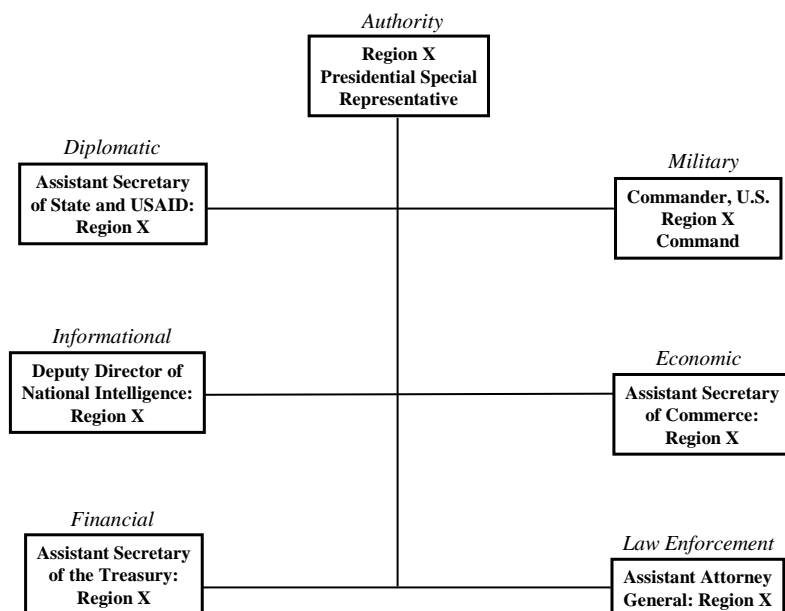 Authority
Region X
Presidential Special
Representative
Diplomatic
Assistant Secretary
of State and USAID:
Region X
Military
Commander, U.S.
Region X
Command
Informational
Deputy Director of
National Intelligence:
Region X
Economic
Assistant Secretary
of Commerce:
Region X
Financial
Assistant Secretary
of the Treasury:
Region X
Law Enforcement
Assistant Attorney
General: Region X